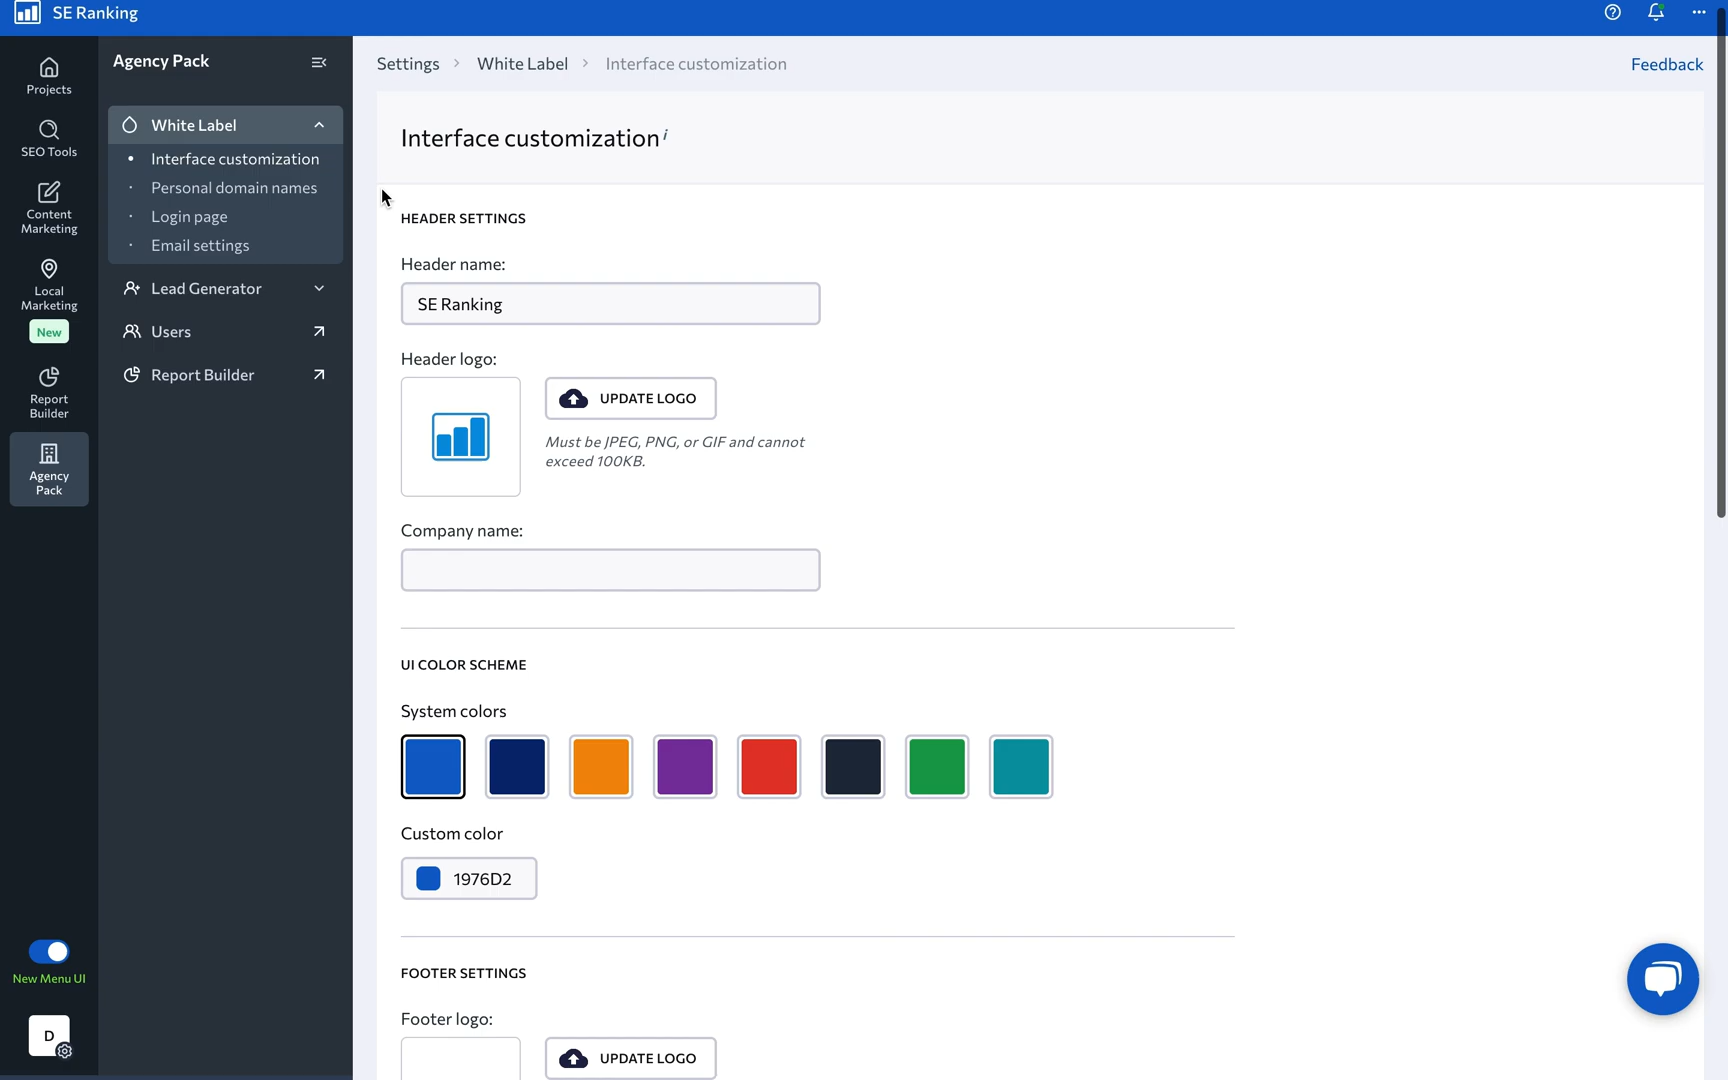 SE Ranking
Projects
SEO Tools
Content
Marketing
Local
Marketing
New
Report
Builder
Agency
Pack
New Menu UI
D
Agency Pack
White Label
Interface customization
Personal domain names
Login page
Email settings
Lead Generator
Users
Report Builder
Settings > White Label > Interface customization
Feedback
Interface customization i
HEADER SETTINGS
Header name:
SE Ranking
Header logo:
UPDATE LOGO
Must be JPEG, PNG, or GIF and cannot
exceed 100KB.
Company name:
UI COLOR SCHEME
System colors
Custom color
1976D2
FOOTER SETTINGS
Footer logo:
UPDATE LOGO